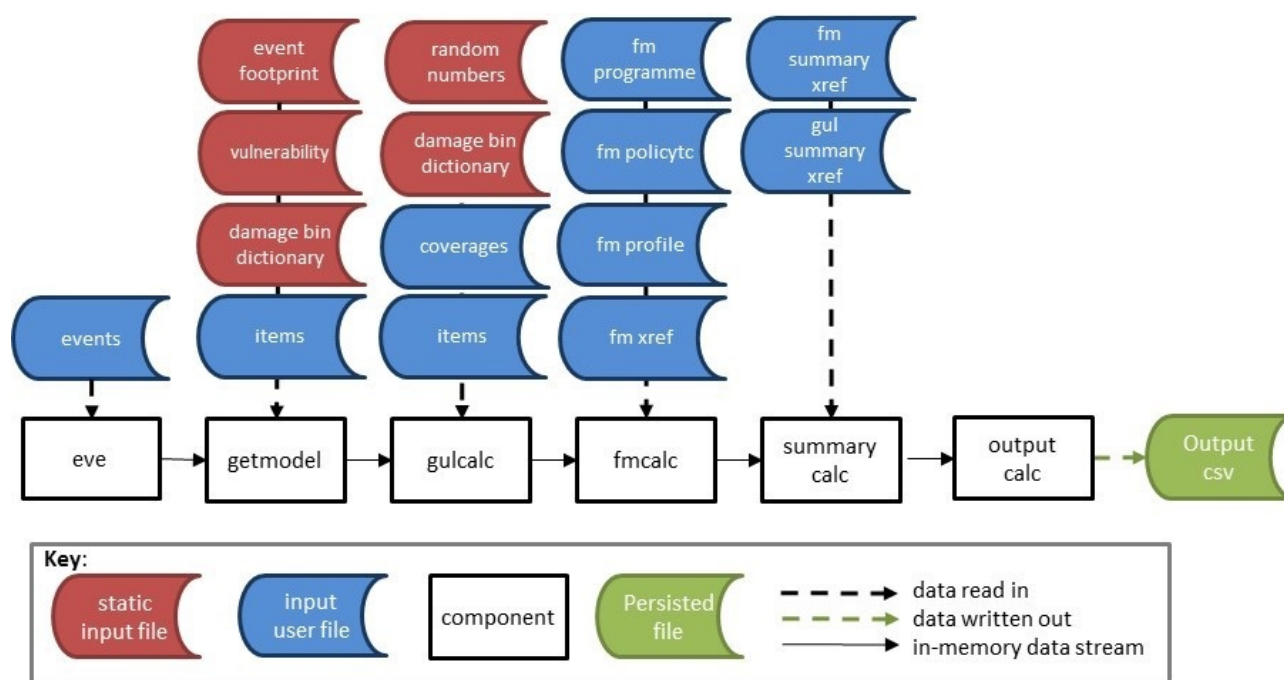 event
footprint
random
numbers
fm
programme
fm
summary
xref
vulnerability
damage bin
dictionary
fm policytc
gul
summary
xref
damage bin
dictionary
coverages
fm profile
events
items
items
fm xref
eve
getmodel
gulcalc
fmcalc
summary
calc
output
calc
Output
csv
Key:
static
input file
input
user file
component
Persisted
file
data read in
data written out
in-memory data stream